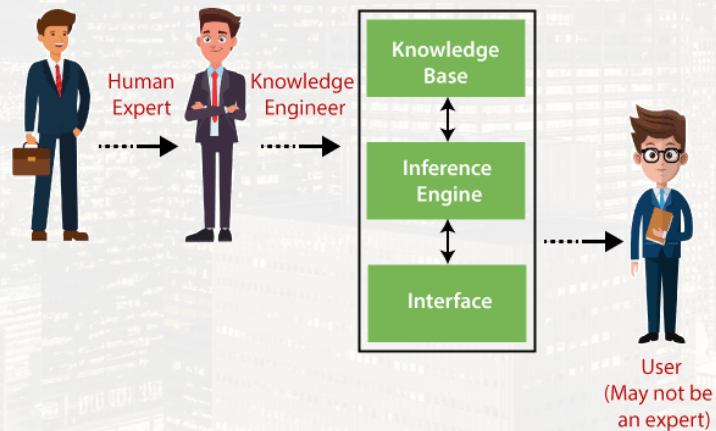 Human
Expert
Knowledge
Engineer
Knowledge
Base
Inference
Engine
Interface
User
(May not be
an expert)